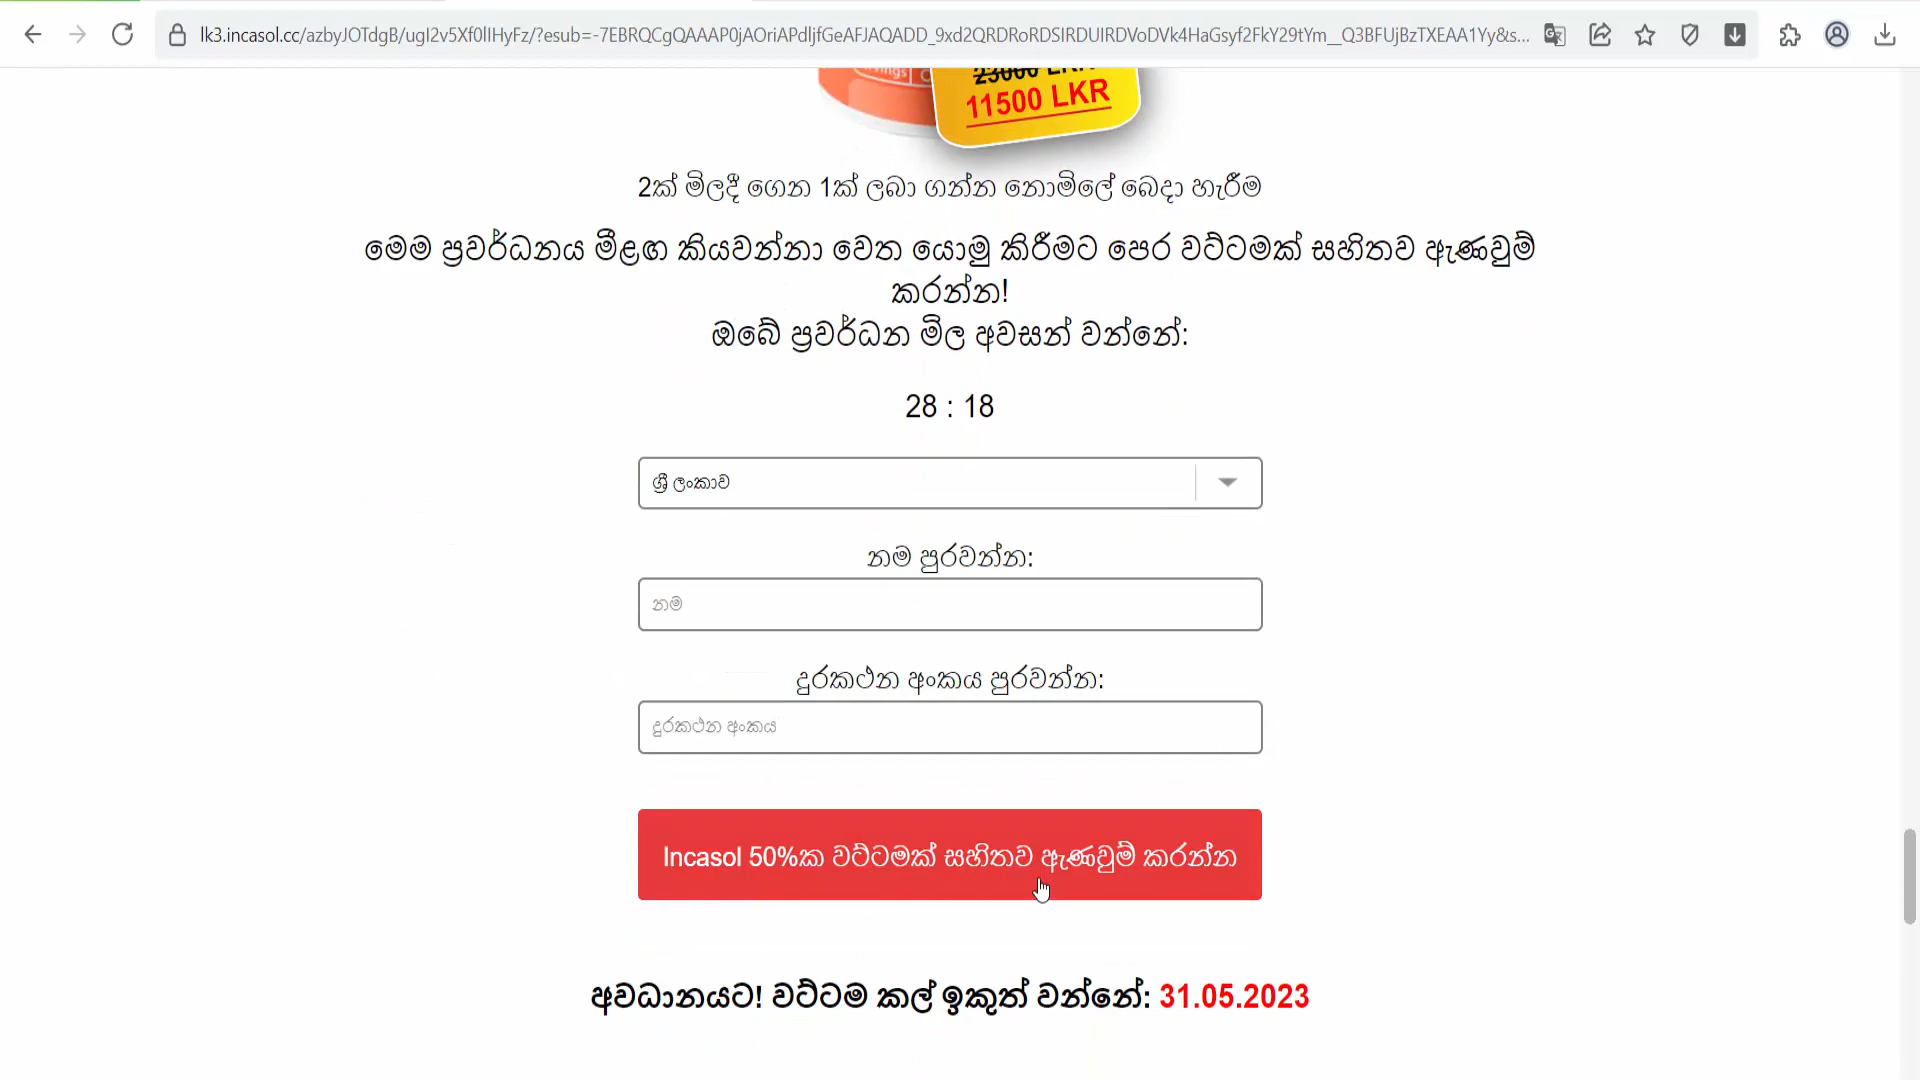 lk3.incasol.cc/azbyJOTdgB/ugI2v5Xf0lIHyFz/?esub=-7EBRQCgQAAAP0jAOriAPdljfGeAFJAQADD_9xd2QRDRoRDSIRDUIRDVoDVk4HaGsyf2FkY29tYm__Q3BFUjBzTXEAA1Yy&s...
23000 LKR
11500 LKR
2ක් මිලදී ගෙන 1ක් ලබා ගන්න නොමිලේ බෙදා හැරීම
මෙම ප්‍රවර්ධනය මීළඟ කියවන්නා වෙත යොමු කිරීමට පෙර වට්ටමක් සහිතව ඇණවුම්
කරන්න!
ඔබේ ප්‍රවර්ධන මිල අවසන් වන්නේ:
28 : 18
ශ්‍රී ලංකාව
නම පුරවන්න:
නම
දුරකථන අංකය පුරවන්න:
දුරකථන අංකය
Incasol 50%ක වට්ටමක් සහිතව ඇණවුම් කරන්න
අවධානයට! වට්ටම කල් ඉකුත් වන්නේ: 31.05.2023